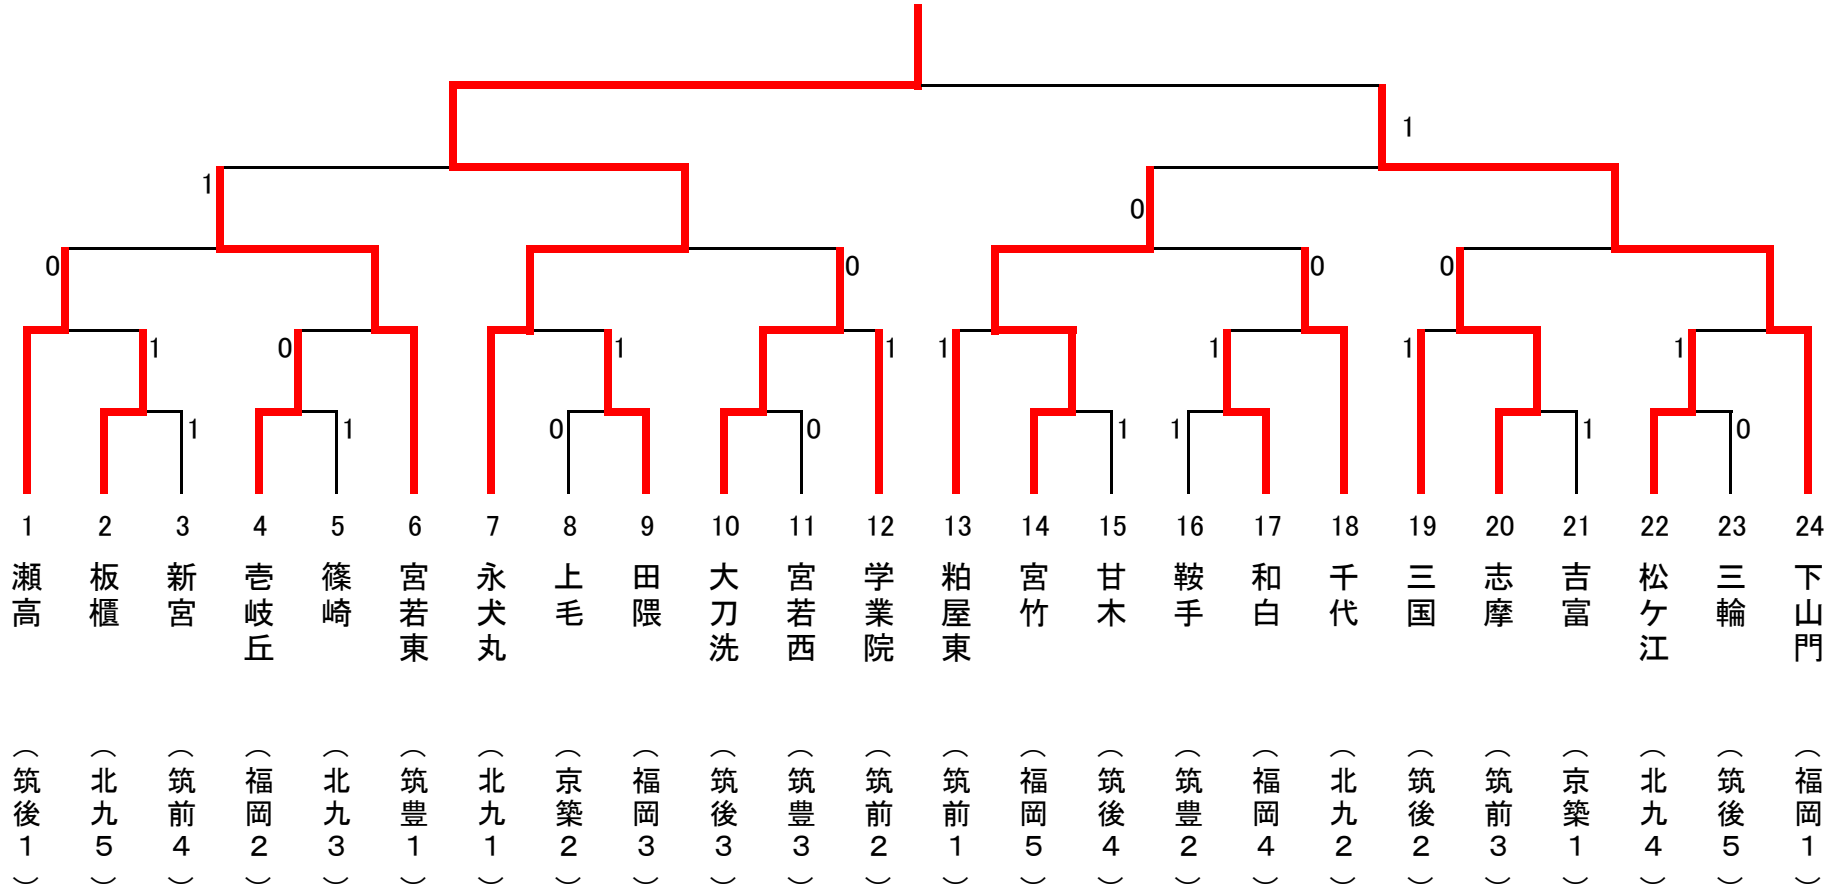 1
1
0
0
0
0
0
1
0
1
1
1
1
1
1
1
1
0
0
1
1
1
0
1 2 3 4 5 6 7 8 9 10 11 12 13 14 15 16 17 18 19 20 21 22 23 24
瀬高
板櫃
新宮
壱岐丘
篠崎
宮若東
永犬丸
上毛
田隈
大刀洗
宮若西
学業院
粕屋東
宮竹
甘木
鞍手
和白
千代
三国
志摩
吉富
松ケ江
三輪
下山門
（筑後１）
（北九５）
（筑前４）
（福岡２）
（北九３）
（筑豊１）
（北九１）
（京築２）
（福岡３）
（筑後３）
（筑豊３）
（筑前２）
（筑前１）
（福岡５）
（筑後４）
（筑豊２）
（福岡４）
（北九２）
（筑後２）
（筑前３）
（京築１）
（北九４）
（筑後５）
（福岡１）